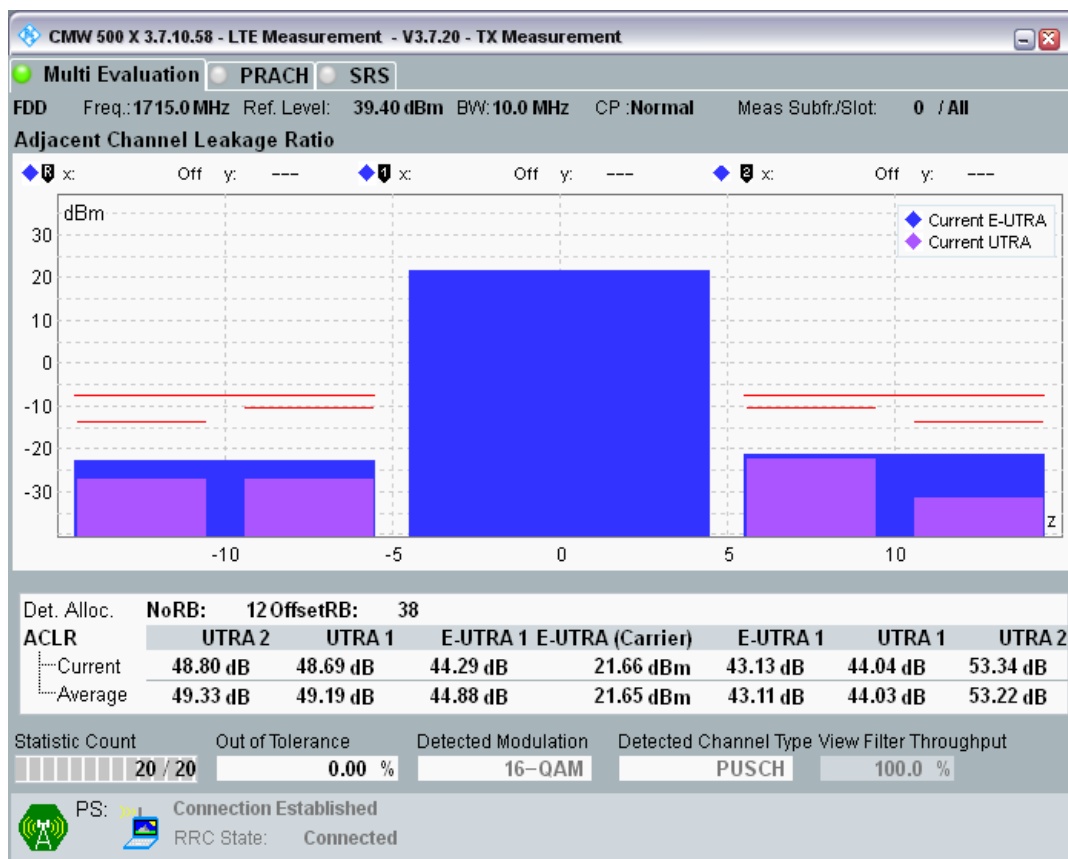 CMW 500 X 3.7.10.58 - LTE Measurement - V3.7.20 - TX Measurement
Multi Evaluation PRACH SRS
FDD Freq.:1715.0 MHz Ref. Level: 39.40 dBm BW: 10.0 MHz CP :Normal Meas Subfr./Slot: 0 / All
Adjacent Channel Leakage Ratio
R x: Off y: --- 1 x: Off y: --- 2 x: Off y: ---
dBm
Current E-UTRA
Current UTRA
30
20
10
0
-10
-20
-30
z
-10 -5 0 5 10
Det. Alloc. NoRB: 12 OffsetRB: 38
ACLR UTRA 2 UTRA 1 E-UTRA 1 E-UTRA (Carrier) E-UTRA 1 UTRA 1 UTRA 2
Current 48.80 dB 48.69 dB 44.29 dB 21.66 dBm 43.13 dB 44.04 dB 53.34 dB
Average 49.33 dB 49.19 dB 44.88 dB 21.65 dBm 43.11 dB 44.03 dB 53.22 dB
Statistic Count Out of Tolerance Detected Modulation Detected Channel Type View Filter Throughput
20 / 20 0.00 % 16-QAM PUSCH 100.0 %
PS: Connection Established
RRC State: Connected